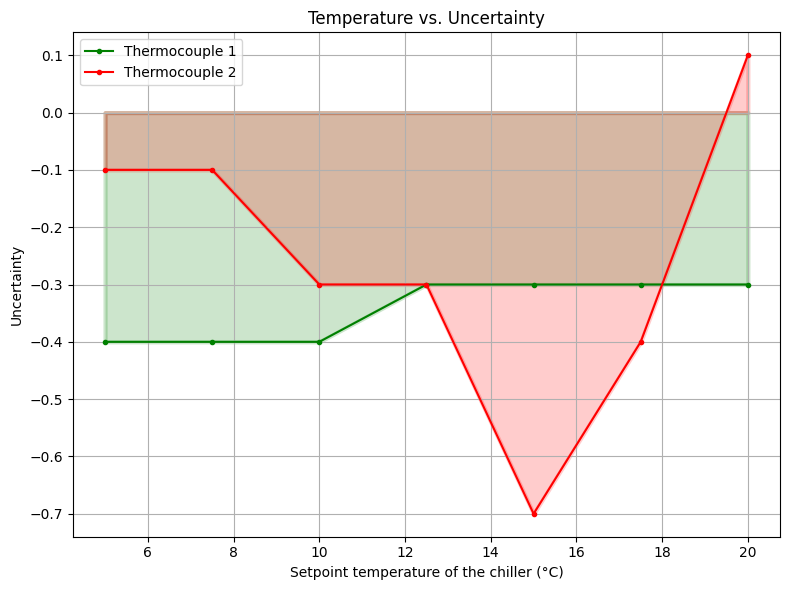 Temperature vs. Uncertainty
Thermocouple 1
Thermocouple 2
0.1
0.0
−0.1
−0.2
−0.3
−0.4
−0.5
−0.6
−0.7
Uncertainty
6 8 10 12 14 16 18 20
Setpoint temperature of the chiller (°C)